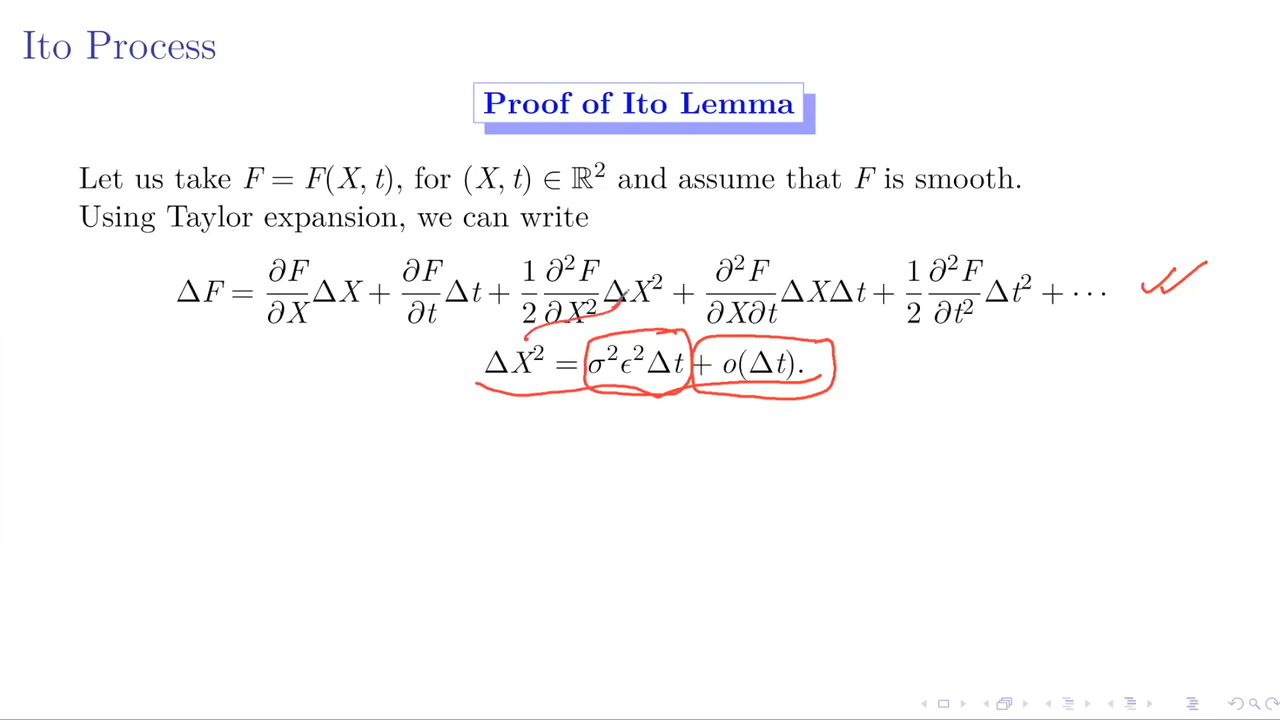 Ito Process
Proof of Ito Lemma
Let us take F = F(X, t), for (X, t) ∈ ℝ² and assume that F is smooth.
Using Taylor expansion, we can write
ΔF = ∂F/∂X ΔX + ∂F/∂t Δt + 1/2 ∂²F/∂X² ΔX² + ∂²F/∂X∂t ΔXΔt + 1/2 ∂²F/∂t² Δt² + ⋯
ΔX² = σ²ϵ²Δt + o(Δt).